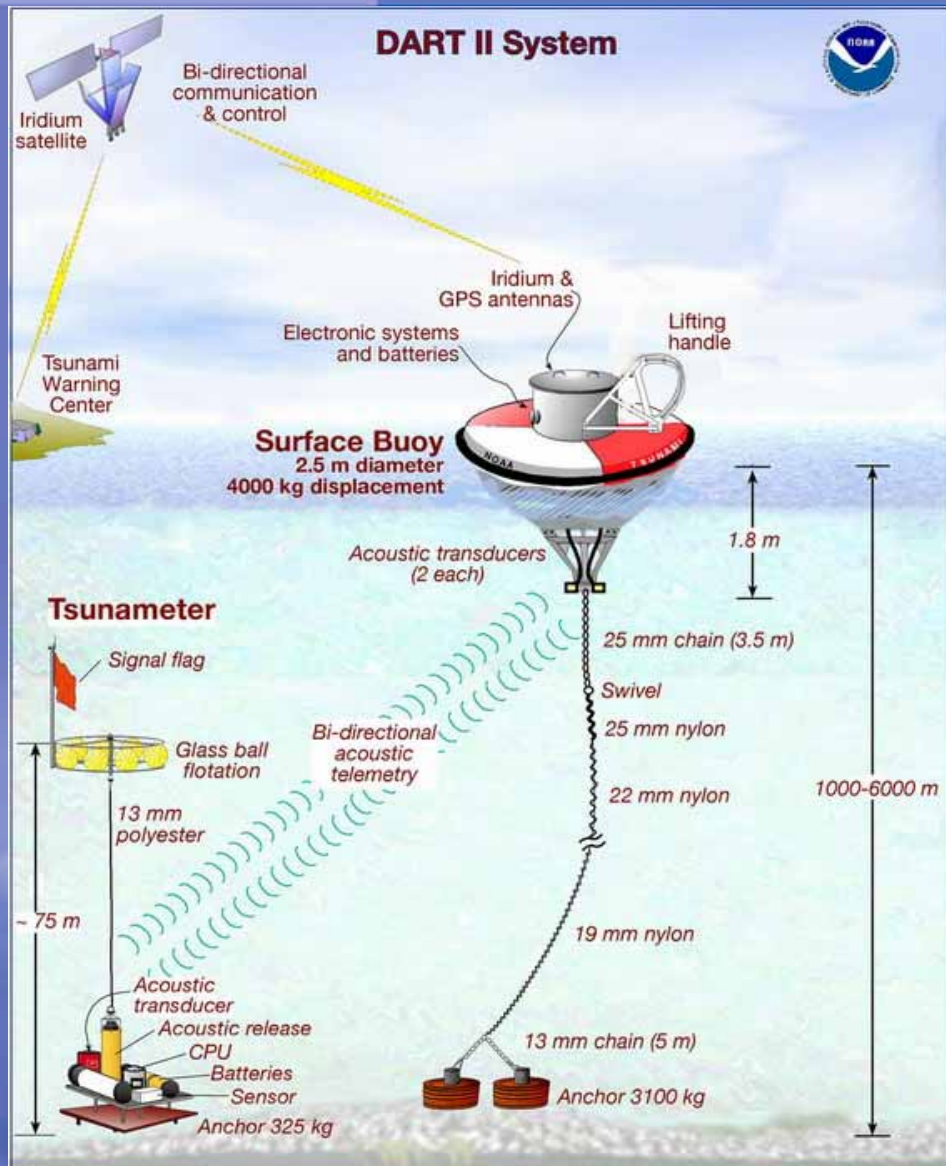 DART II System
noaa
Iridium
satellite
Bi-directional
communication
& control
Iridium &
GPS antennas
Electronic systems
and batteries
Lifting
handle
Tsunami
Warning
Center
Surface Buoy
2.5 m diameter
4000 kg displacement
NOAA
TSUNAMI
1.8 m
Acoustic transducers
(2 each)
Tsunameter
Signal flag
25 mm chain (3.5 m)
Swivel
25 mm nylon
Bi-directional
acoustic
telemetry
Glass ball
flotation
22 mm nylon
1000-6000 m
13 mm
polyester
~ 75 m
19 mm nylon
Acoustic
transducer
Acoustic release
CPU
Batteries
Sensor
Anchor 325 kg
13 mm chain (5 m)
Anchor 3100 kg